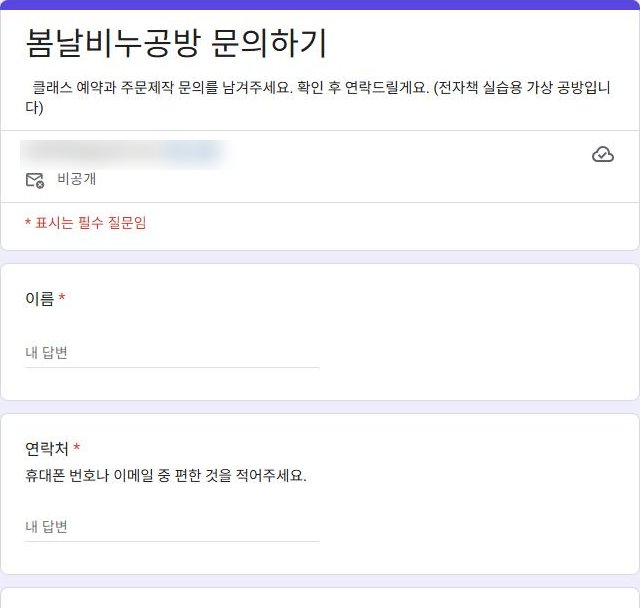 봄날비누공방 문의하기
클래스 예약과 주문제작 문의를 남겨주세요. 확인 후 연락드릴게요. (전자책 실습용 가상 공방입니
다)
비공개
* 표시는 필수 질문임
이름 *
내 답변
연락처 *
휴대폰 번호나 이메일 중 편한 것을 적어주세요.
내 답변